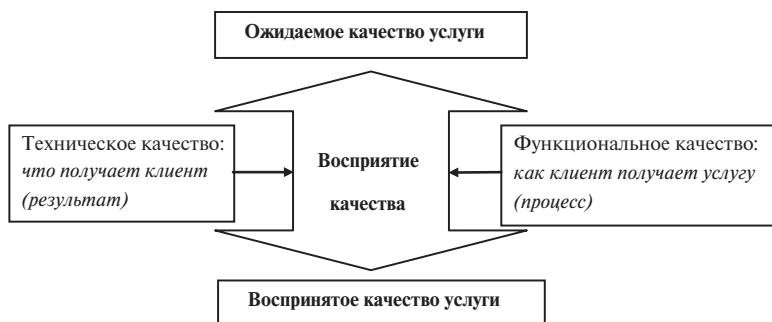 Ожидаемое качество услуги
Техническое качество:
что получает клиент
(результат)
Восприятие
качества
Функциональное качество:
как клиент получает услугу
(процесс)
Воспринятое качество услуги